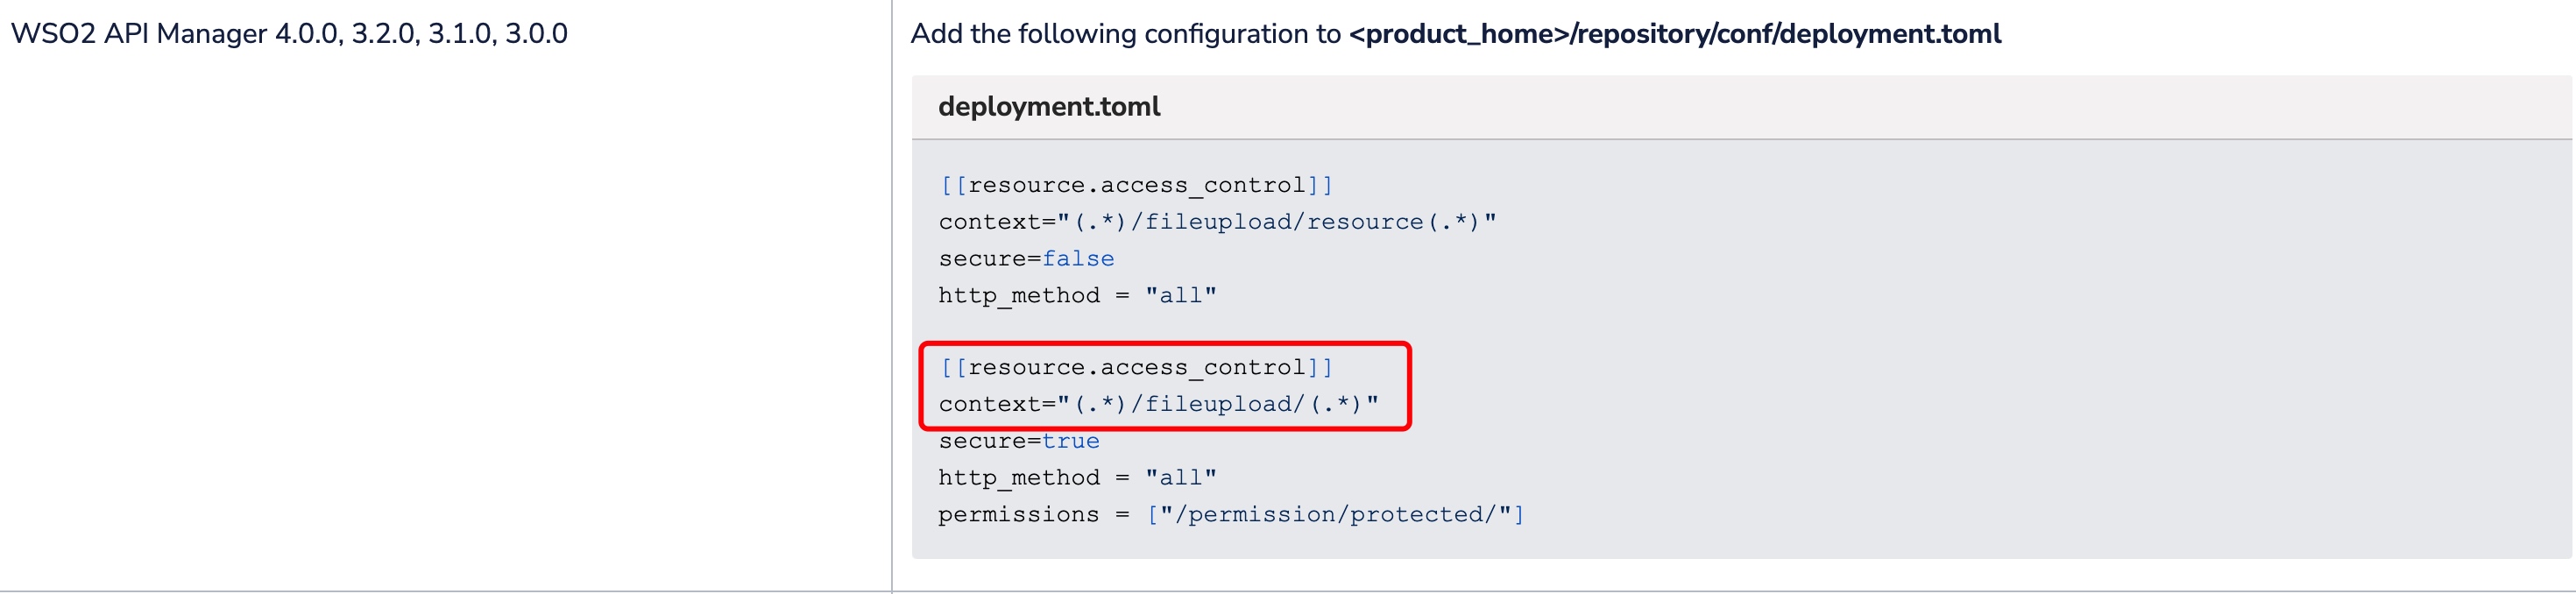 WSO2 API Manager 4.0.0, 3.2.0, 3.1.0, 3.0.0
Add the following configuration to <product_home>/repository/conf/deployment.toml
deployment.toml
[[resource.access_control]]
context="(.*)/fileupload/resource(.*)"
secure=false
http_method = "all"
[[resource.access_control]]
context="(.*)/fileupload/(.*)"
secure=true
http_method = "all"
permissions = ["/permission/protected/"]